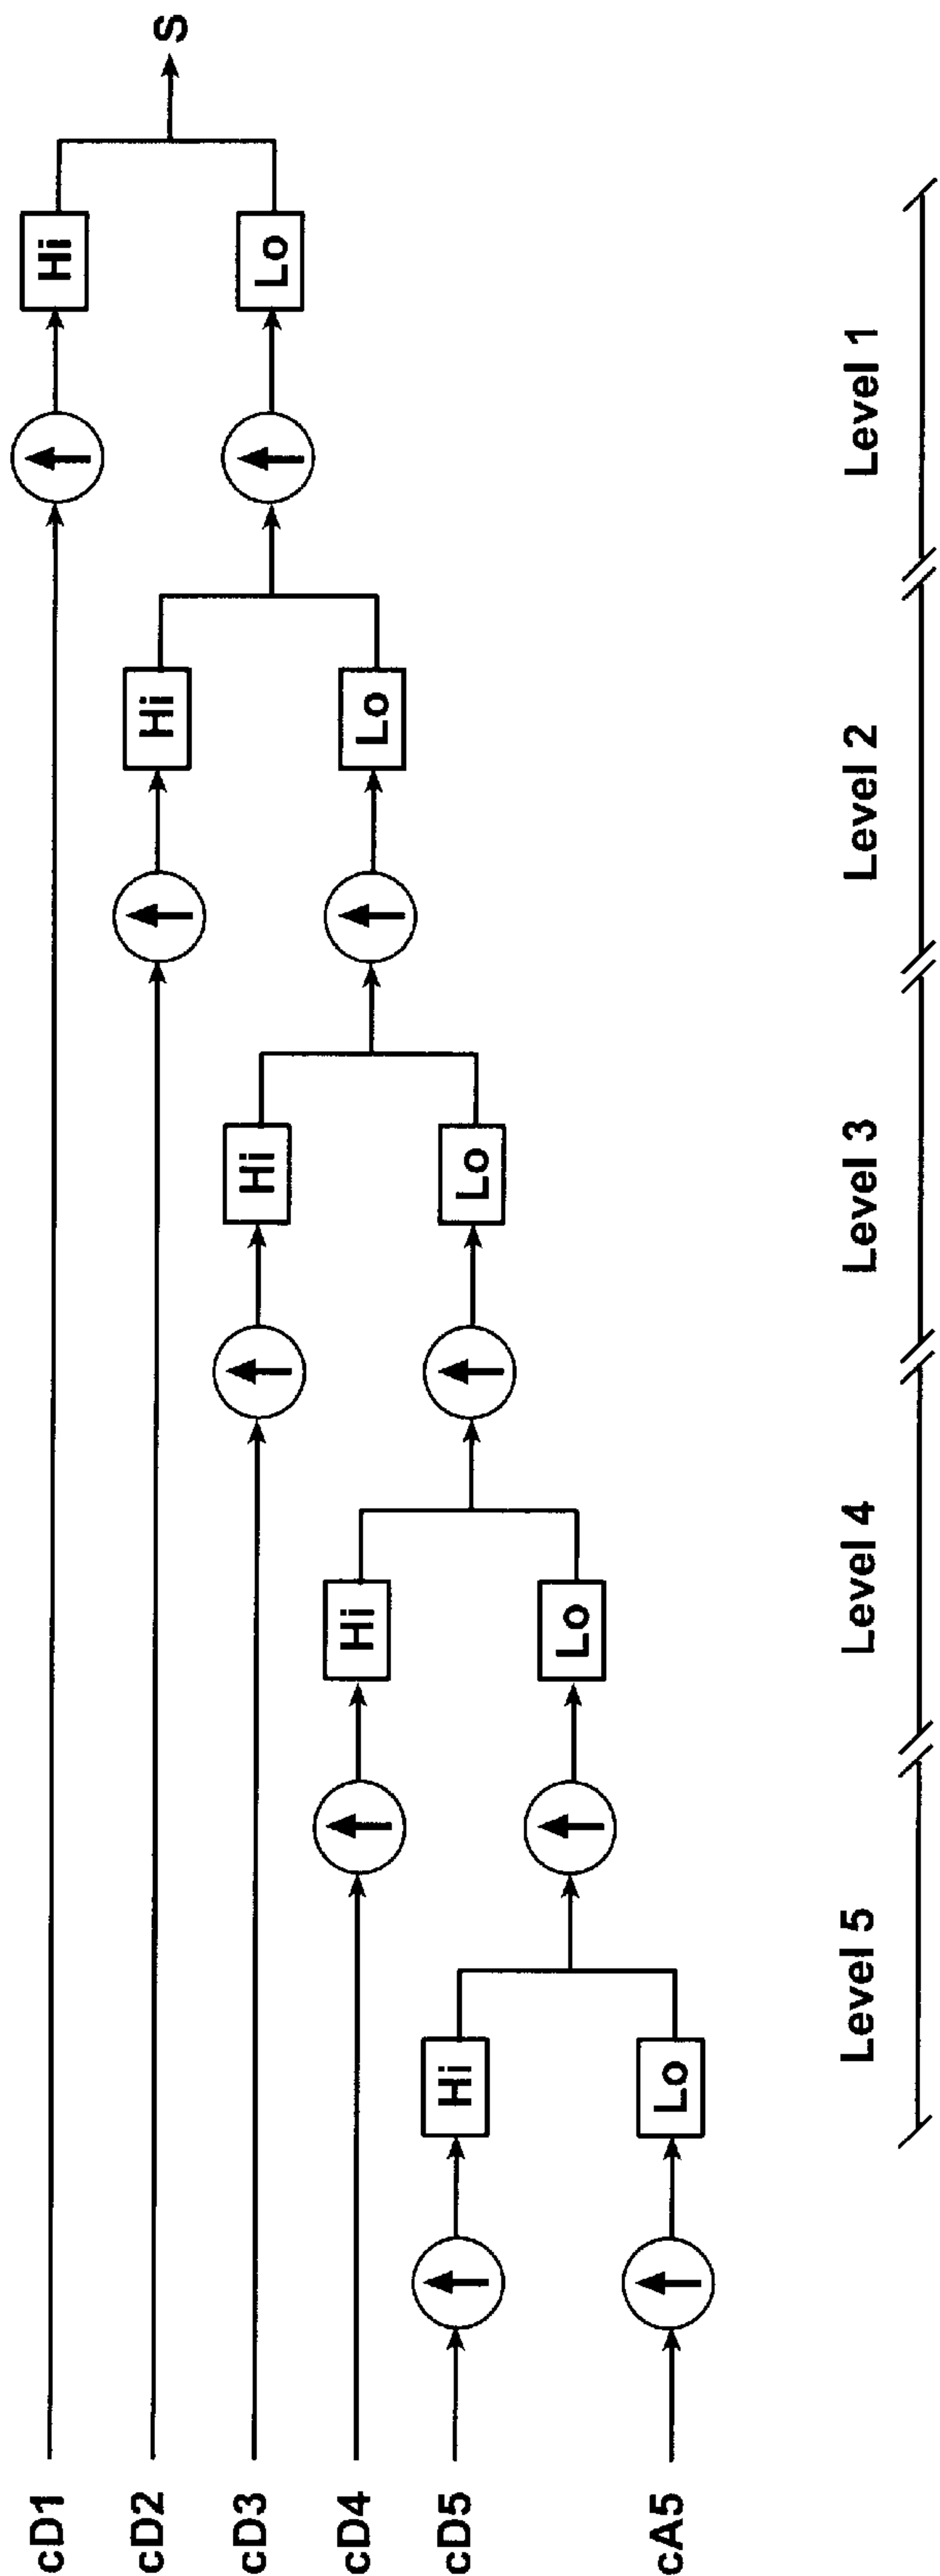 cD1
cD2
cD3
cD4
cD5
cA5
Hi
Lo
Hi
Lo
Hi
Lo
Hi
Lo
Hi
Lo
S
Level 5
Level 4
Level 3
Level 2
Level 1